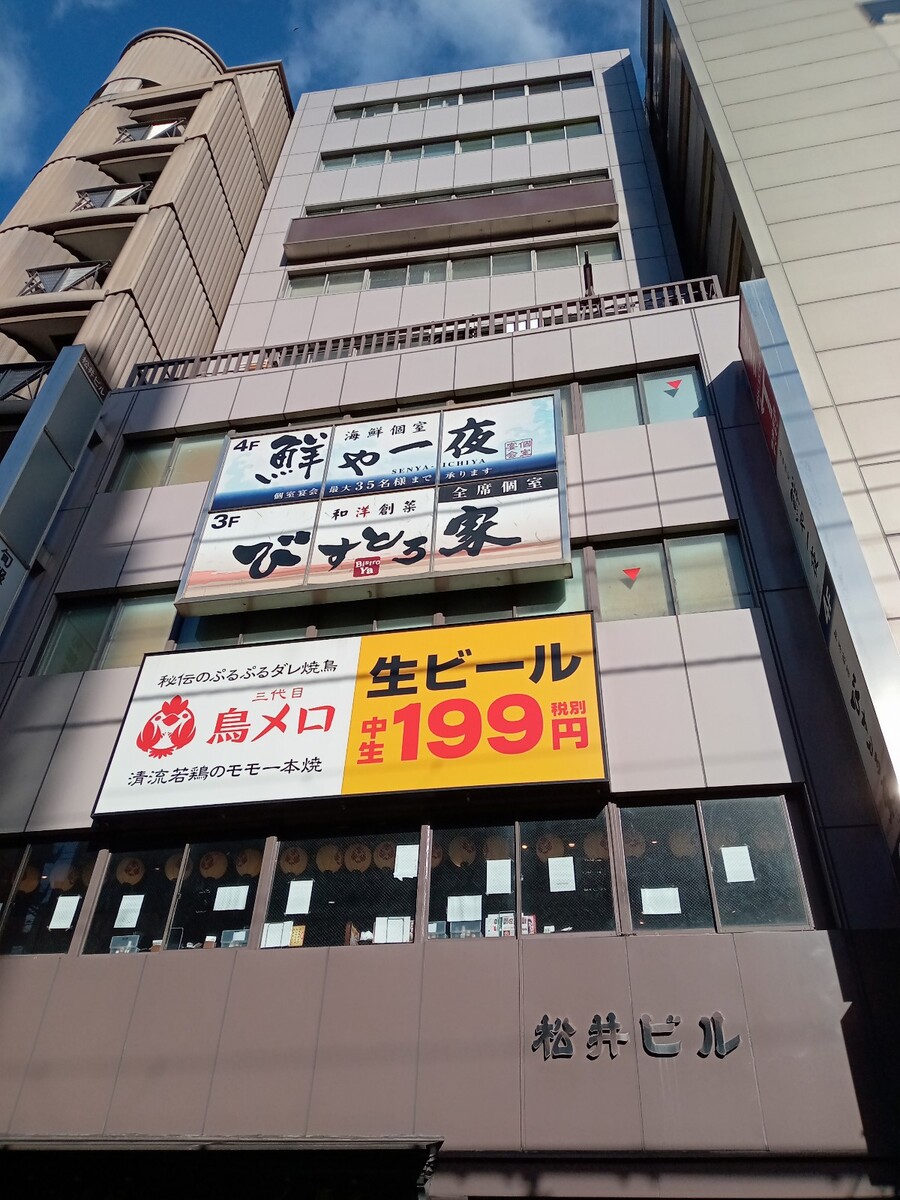 4F
海鮮個室
鮮や一夜
SENYA-ICHIYA
個室宴会
個室宴会 最大35名様まで承ります
3F
和洋創菜
全席個室
びすとろ家
Bistro
Ya
秘伝のぷるぷるダレ焼鳥
三代目
鳥メロ
清流若鶏のモモ一本焼
生ビール
中生
199
税別
円
松井ビル